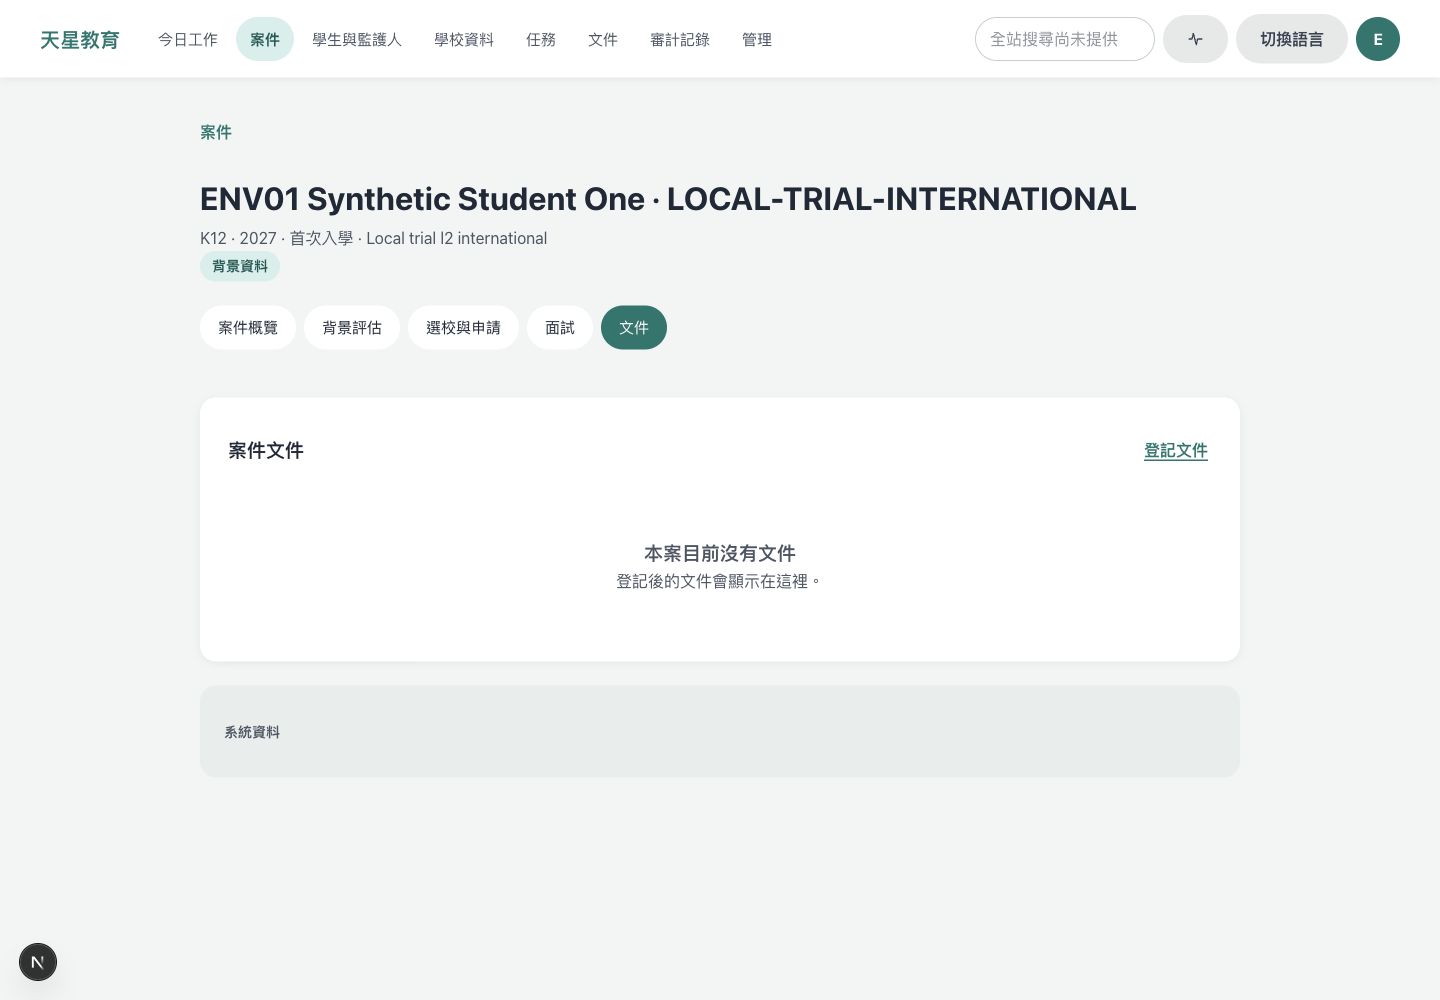 天星教育 今日工作 案件 學生與監護人 學校資料 任務 文件 審計記錄 管理 全站搜尋尚未提供 切換語言 E
案件
ENV01 Synthetic Student One · LOCAL-TRIAL-INTERNATIONAL
K12 · 2027 · 首次入學 · Local trial l2 international
背景資料
案件概覽 背景評估 選校與申請 面試 文件
案件文件 登記文件
本案目前沒有文件
登記後的文件會顯示在這裡。
系統資料
N